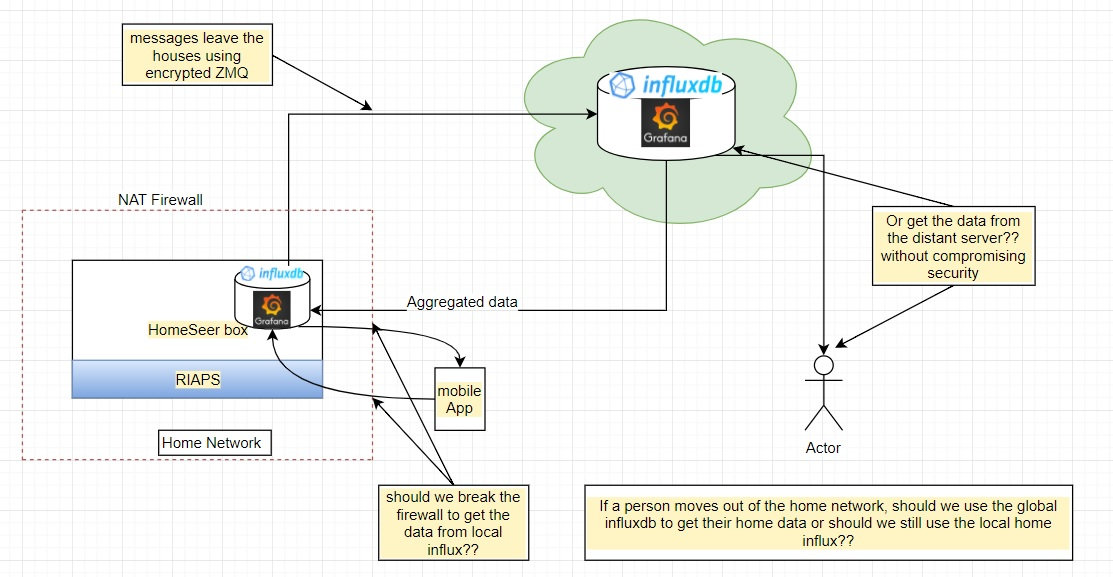 messages leave the
houses using
encrypted ZMQ
influxdb
Grafana
NAT Firewall
Or get the data from
the distant server??
without compromising
security
influxdb
Grafana
Aggregated data
HomeSeer box
RIAPS
mobile
App
Home Network
Actor
should we break the
firewall to get the
data from local
influx??
If a person moves out of the home network, should we use the global
influxdb to get their home data or should we still use the local home
influx??